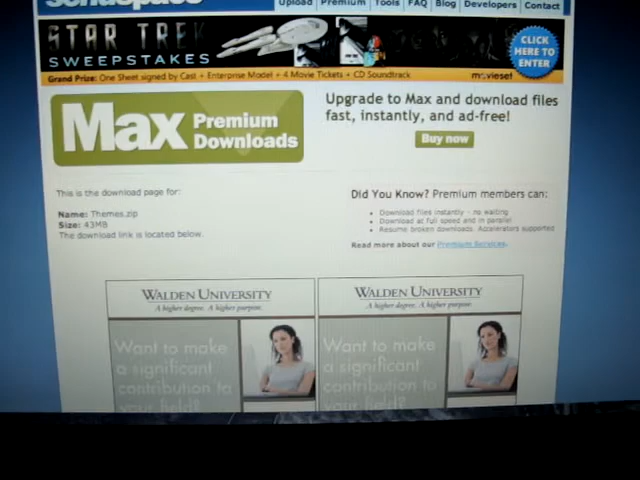 sendspace
Upload Premium Tools FAQ Blog Developers Contact
STAR TREK
SWEEPSTAKES
CLICK
HERE TO
ENTER
Grand Prize: One Sheet signed by Cast • Enterprise Model • 4 Movie Tickets • CD Soundtrack
movieset
Max Premium
Downloads
Upgrade to Max and download files
fast, instantly, and ad-free!
Buy now
This is the download page for:
Name: Themes.zip
Size: 43MB
The download link is located below.
Did You Know? Premium members can:
• Download files instantly - no waiting
• Download at full speed and in parallel
• Resume broken downloads. Accelerators supported
Read more about our Premium Services.
WALDEN UNIVERSITY
A higher degree. A higher purpose.
Want to make
a significant
contribution to
your field?
WALDEN UNIVERSITY
A higher degree. A higher purpose.
Want to make
a significant
contribution to
your field?